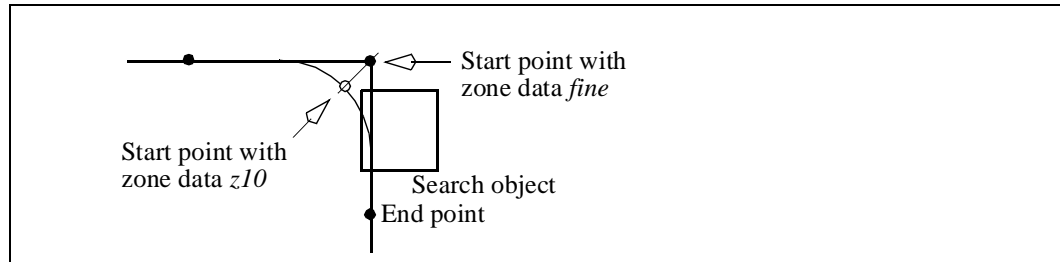 Start point with
zone data fine
Start point with
zone data z10
Search object
End point